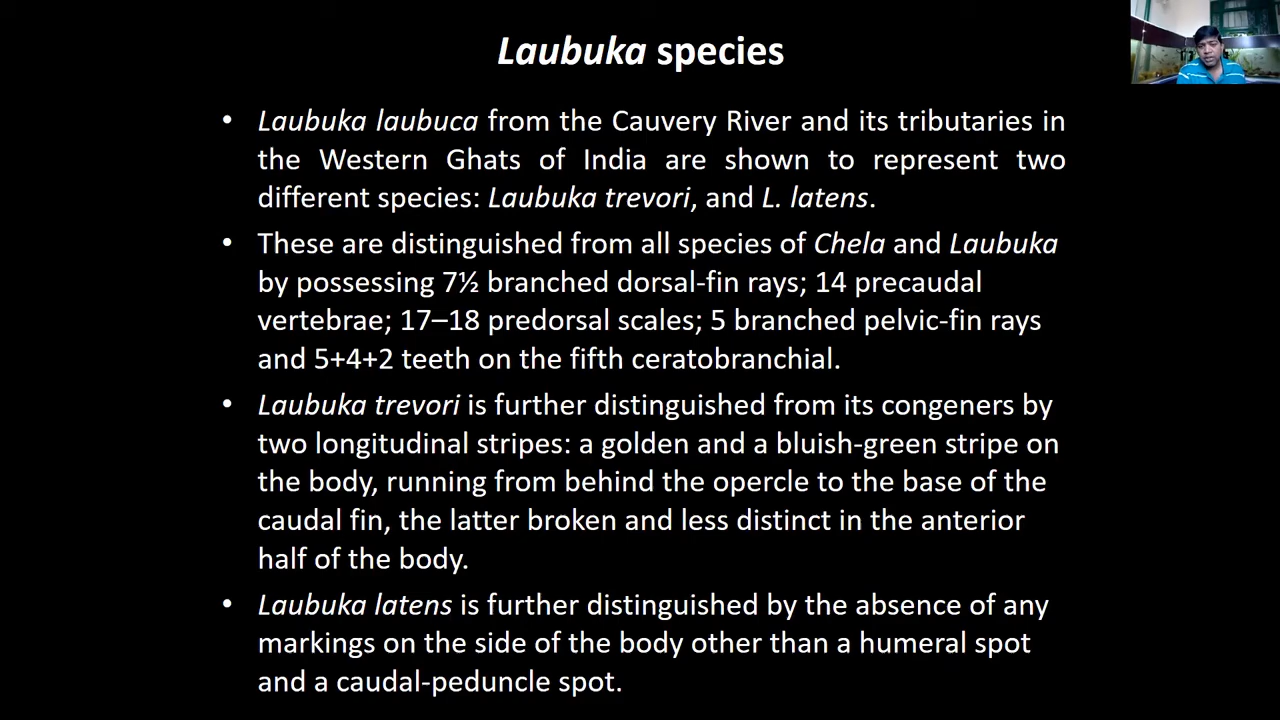 Laubuka species
• Laubuka laubuca from the Cauvery River and its tributaries in
the Western Ghats of India are shown to represent two
different species: Laubuka trevori, and L. latens.
• These are distinguished from all species of Chela and Laubuka
by possessing 7½ branched dorsal-fin rays; 14 precaudal
vertebrae; 17–18 predorsal scales; 5 branched pelvic-fin rays
and 5+4+2 teeth on the fifth ceratobranchial.
• Laubuka trevori is further distinguished from its congeners by
two longitudinal stripes: a golden and a bluish-green stripe on
the body, running from behind the opercle to the base of the
caudal fin, the latter broken and less distinct in the anterior
half of the body.
• Laubuka latens is further distinguished by the absence of any
markings on the side of the body other than a humeral spot
and a caudal-peduncle spot.